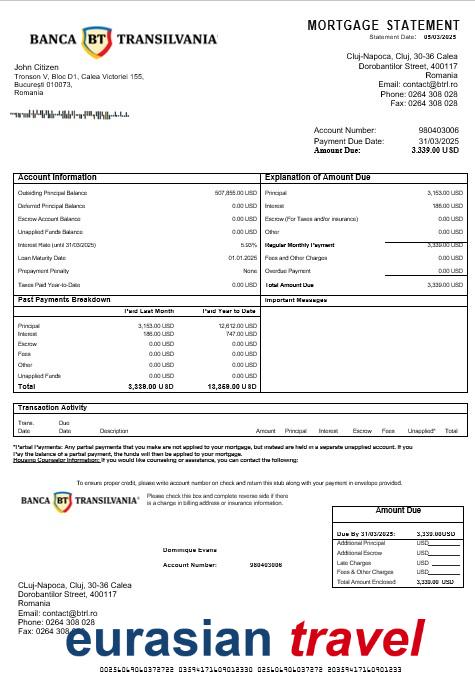 BANCA BT TRANSILVANIA
MORTGAGE STATEMENT
Statement Date: 05/03/2025
John Citizen
Tronson V, Bloc D1, Calea Victoriei 155,
București 010073,
Romania
Cluj-Napoca, Cluj, 30-36 Calea
Dorobantilor Street, 400117
Romania
Email: contact@btrl.ro
Phone: 0264 308 028
Fax: 0264 308 028
Account Number: 980403006
Payment Due Date: 31/03/2025
Amount Due: 3,339.00 USD
Account Information
Outsiding Principal Balance 507,855.00 USD
Deferred Principal Balance 0.00 USD
Escrow Account Balance 0.00 USD
Unapplied Funds Balance 0.00 USD
Interest Rate (until 31/03/2025) 5.93%
Loan Maturity Date 01.01.2025
Prepayment Penalty None
Taxes Paid Year-to-Date 0.00 USD
Explanation of Amount Due
Principal 3,153.00 USD
Interest 186.00 USD
Escrow (For Taxes and/or insurance) 0.00 USD
Other 0.00 USD
Regular Monthly Payment 3,339.00 USD
Fees and Other Charges 0.00 USD
Overdue Payment 0.00 USD
Total Amount Due 3,339.00 USD
Past Payments Breakdown
Paid Last Month Paid Year to Date
Principal 3,153.00 USD 12,612.00 USD
Interest 186.00 USD 747.00 USD
Escrow 0.00 USD 0.00 USD
Fees 0.00 USD 0.00 USD
Other 0.00 USD 0.00 USD
Unapplied Funds 0.00 USD 0.00 USD
Total 3,339.00 USD 13,359.00 USD
Important Messages
Transaction Activity
Trans. Date Due Date Description Amount Principal Interest Escrow Fees Unapplied* Total
*Partial Payments: Any partial payments that you make are not applied to your mortgage, but instead are held in a separate unapplied account. If you
Pay the balance of a partial payment, the funds will then be applied to your mortgage.
Housing Counselor Information: If you would like counseling or assistance, you can contact the following:
To ensure proper credit, please write account number on check and return this stub along with your payment in envelope provided.
BANCA BT TRANSILVANIA
Please check this box and complete reverse side if there
is a change in billing address or insurance information.
Amount Due
Due By 31/03/2025: 3,339.00USD
Additional Principal USD
Additional Escrow USD
Late Charges USD
Fees & Other Charges USD
Total Amount Enclosed 3,339.00 USD
Dominique Evans
Account Number: 980403006
CLuj-Napoca, Cluj, 30-36 Calea
Dorobantilor Street, 400117
Romania
Email: contact@btrl.ro
Phone: 0264 308 028
Fax: 0264 308
eurasian travel